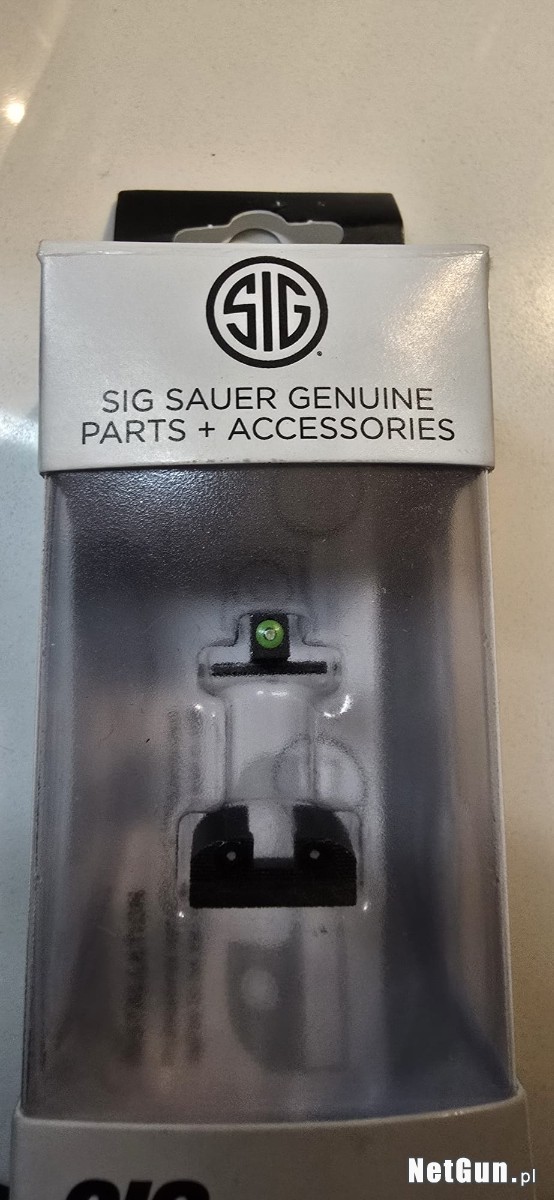 SIG
SIG SAUER GENUINE
PARTS + ACCESSORIES
NetGun.pl